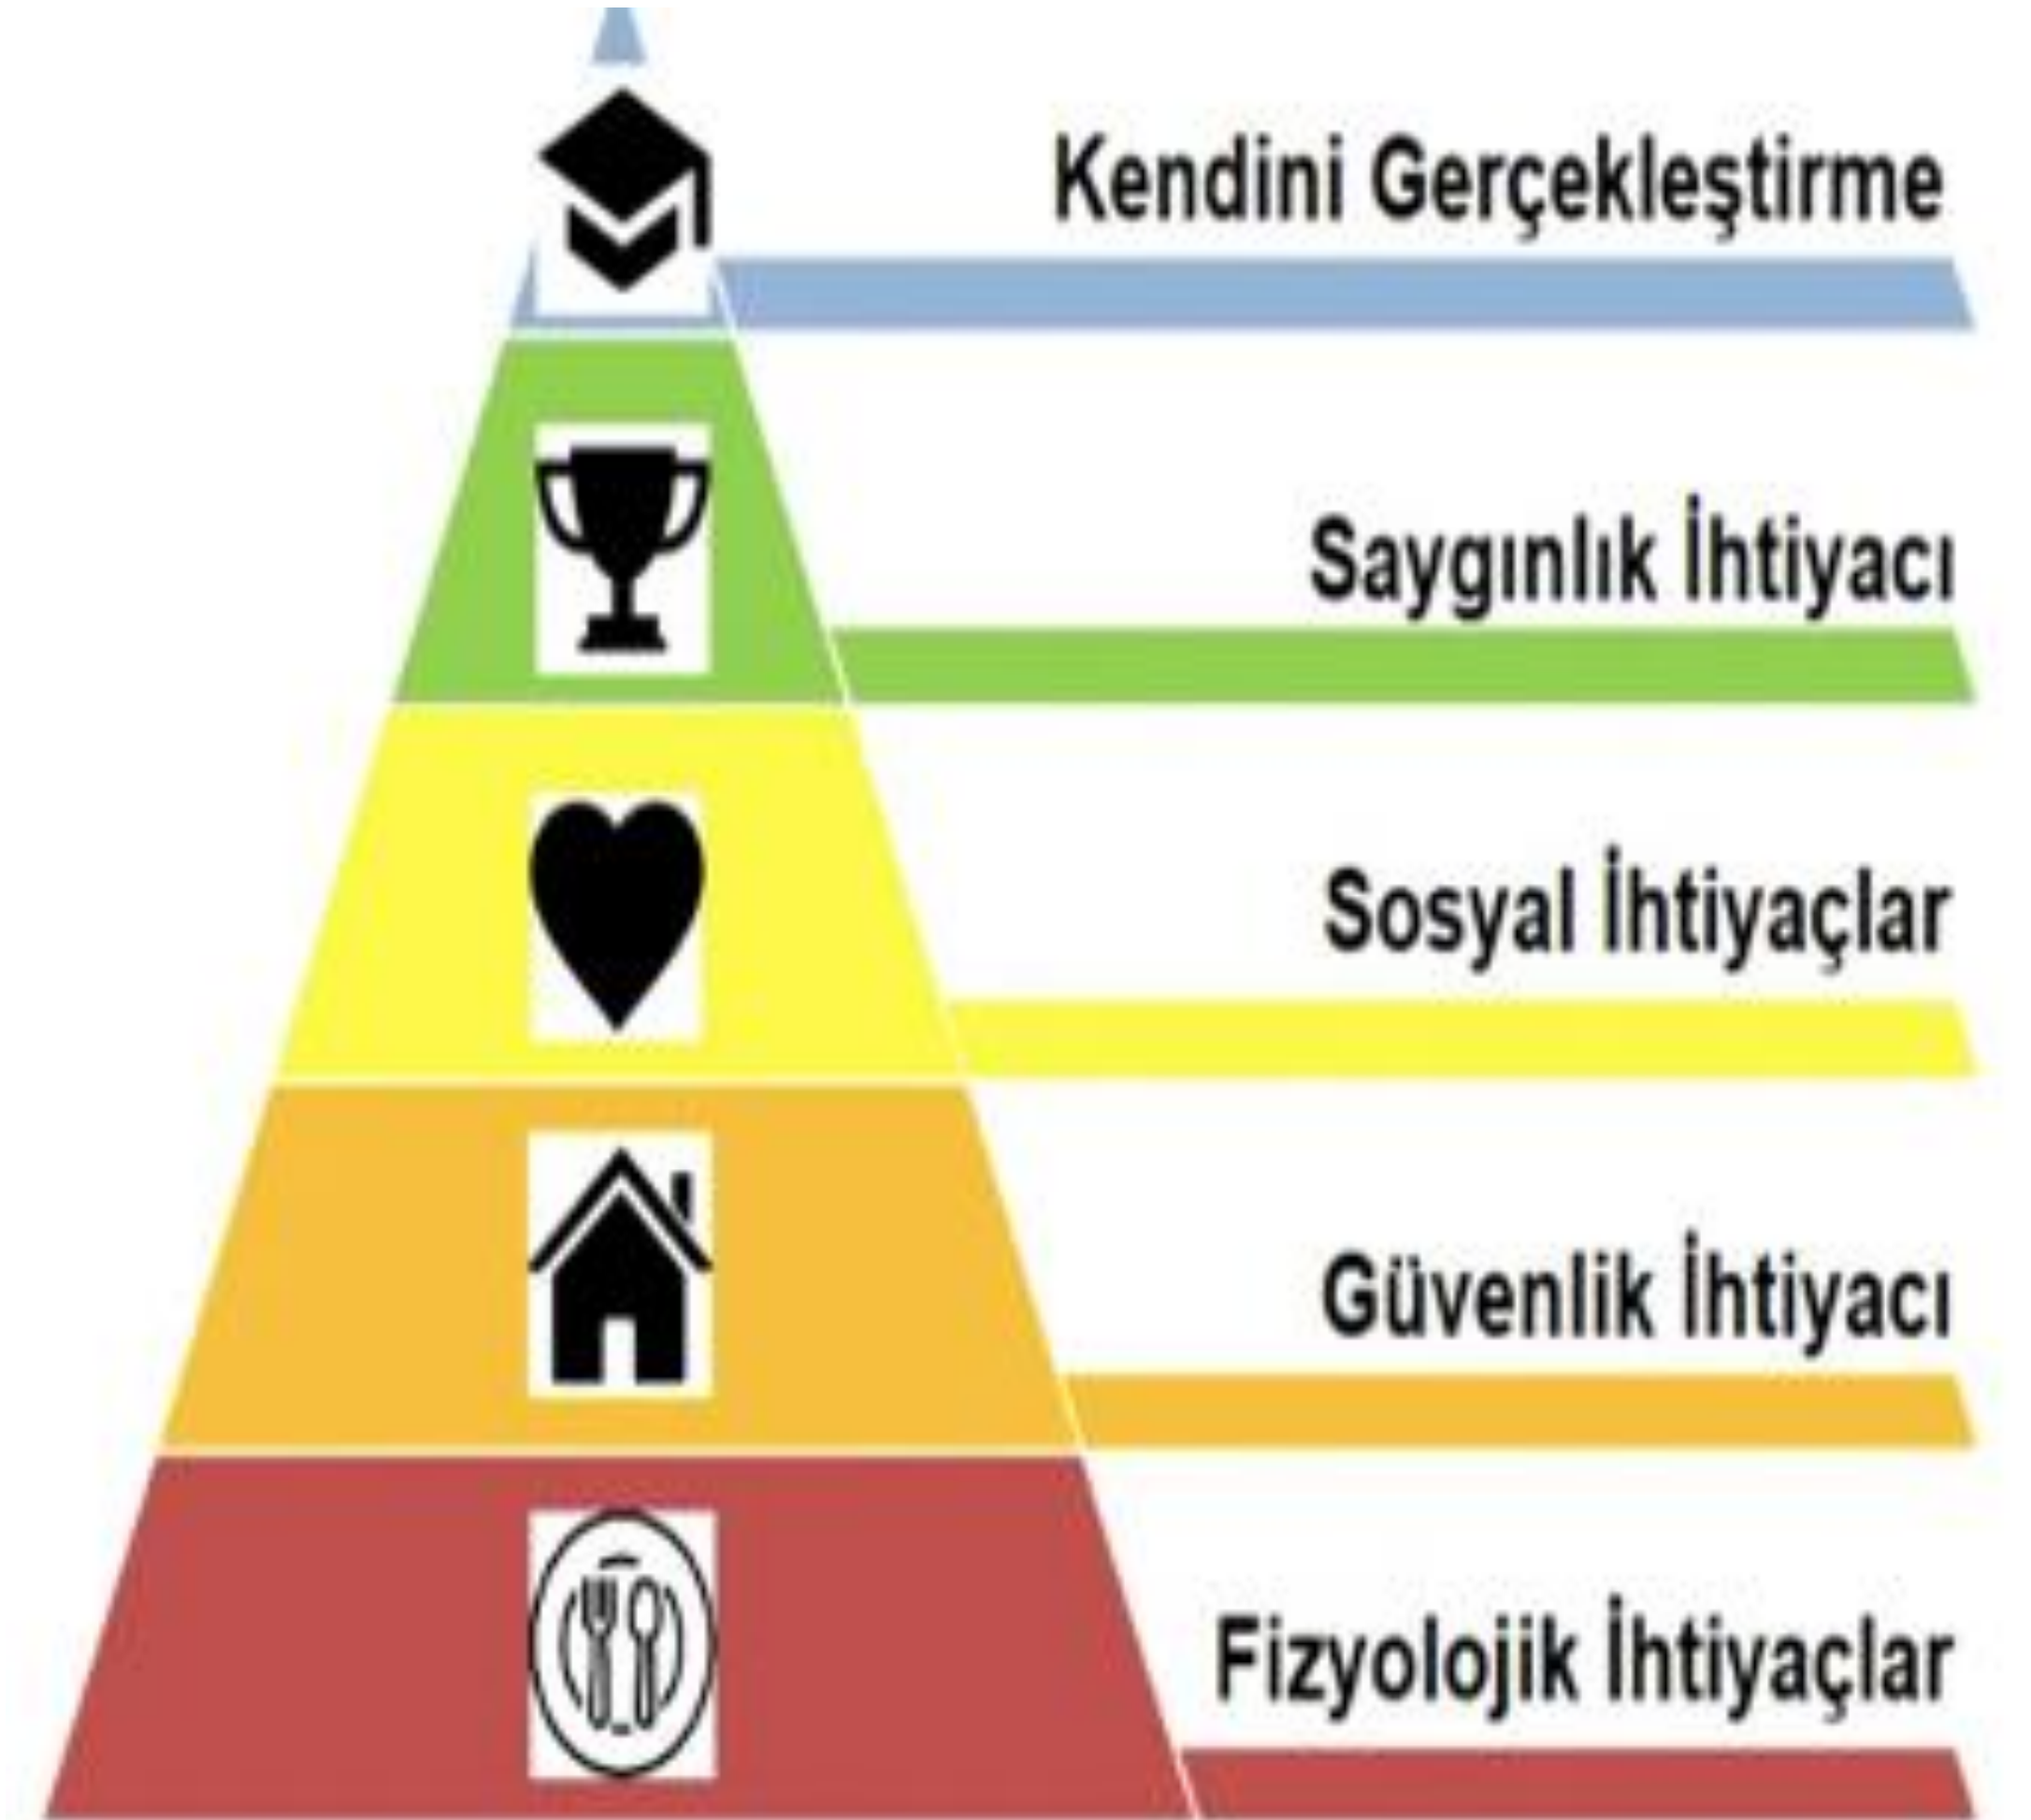 Kendini Gerçekleştirme
Saygınlık İhtiyacı
Sosyal İhtiyaçlar
Güvenlik İhtiyacı
Fizyolojik İhtiyaçlar